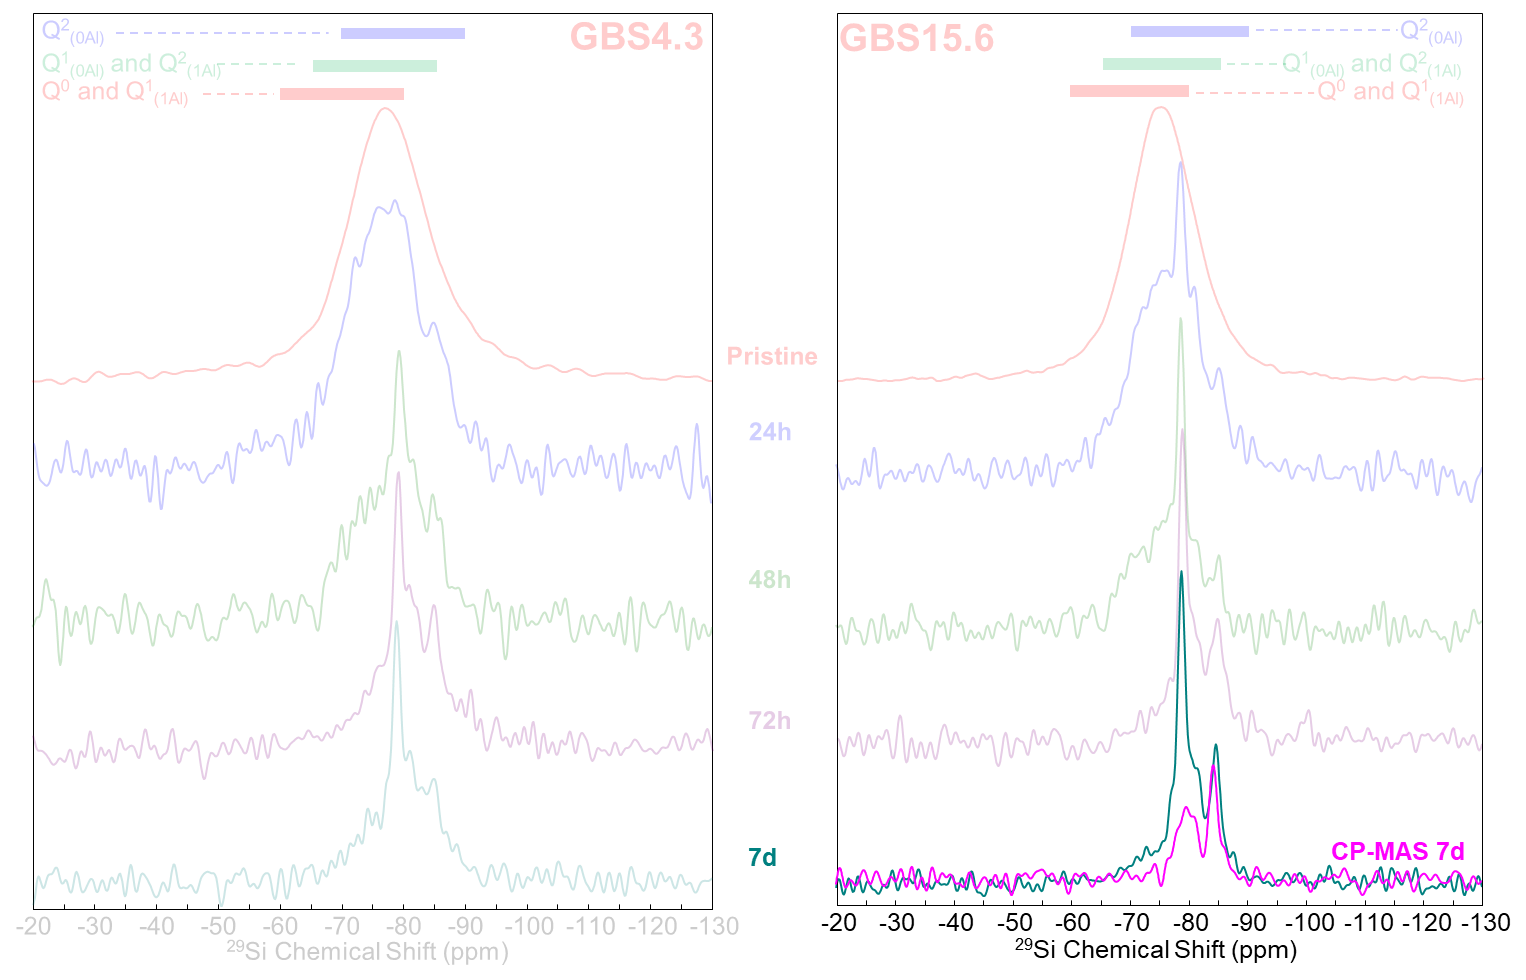 GBS4.3
Q²(0Al)
Q¹(0Al) and Q²(1Al)
Q⁰ and Q¹(1Al)
GBS15.6
Q²(0Al)
Q¹(0Al) and Q²(1Al)
Q⁰ and Q¹(1Al)
Pristine
24h
48h
72h
7d
CP-MAS 7d
-20 -30 -40 -50 -60 -70 -80 -90 -100 -110 -120 -130
²⁹Si Chemical Shift (ppm)
-20 -30 -40 -50 -60 -70 -80 -90 -100 -110 -120 -130
²⁹Si Chemical Shift (ppm)